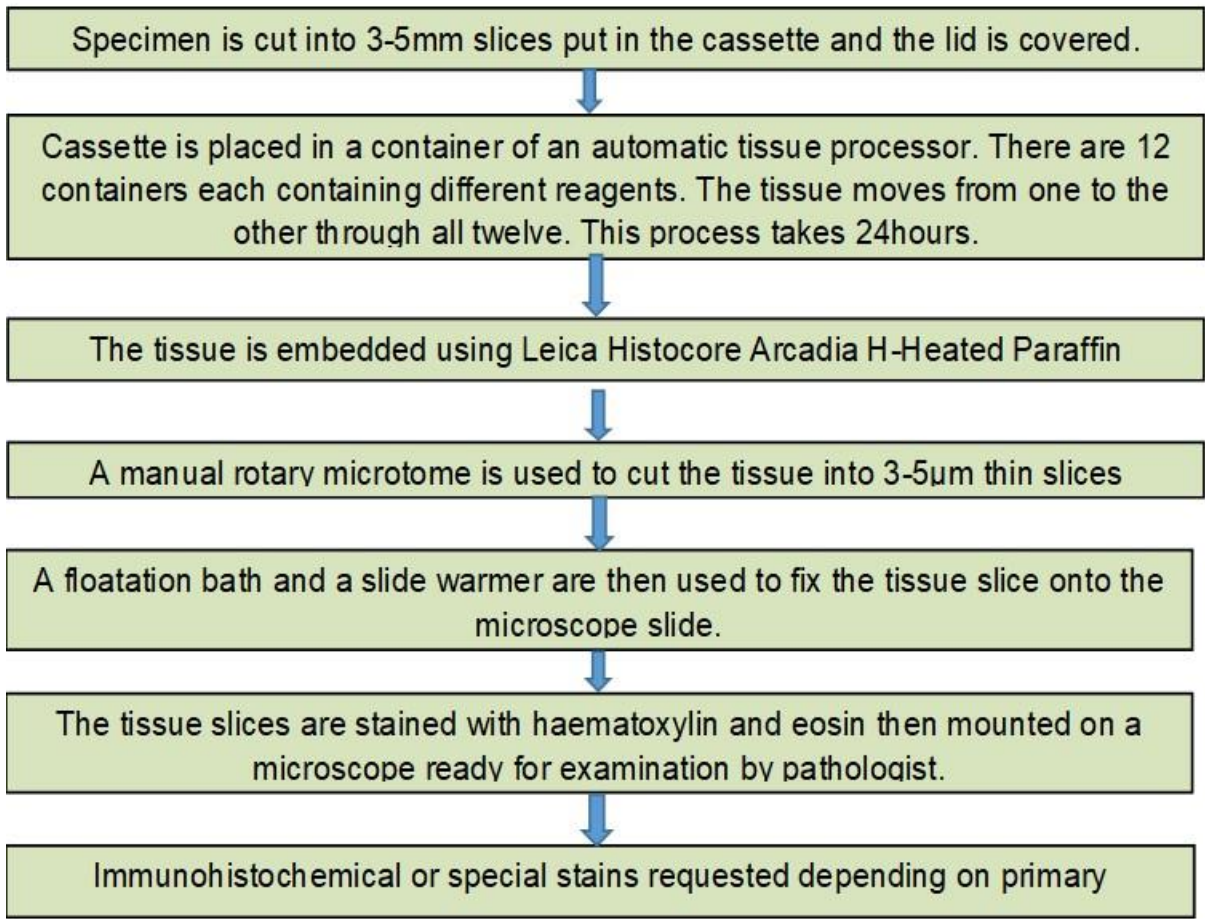 Specimen is cut into 3-5mm slices put in the cassette and the lid is covered.
Cassette is placed in a container of an automatic tissue processor. There are 12
containers each containing different reagents. The tissue moves from one to the
other through all twelve. This process takes 24hours.
The tissue is embedded using Leica Histocore Arcadia H-Heated Paraffin
A manual rotary microtome is used to cut the tissue into 3-5µm thin slices
A floatation bath and a slide warmer are then used to fix the tissue slice onto the
microscope slide.
The tissue slices are stained with haematoxylin and eosin then mounted on a
microscope ready for examination by pathologist.
Immunohistochemical or special stains requested depending on primary